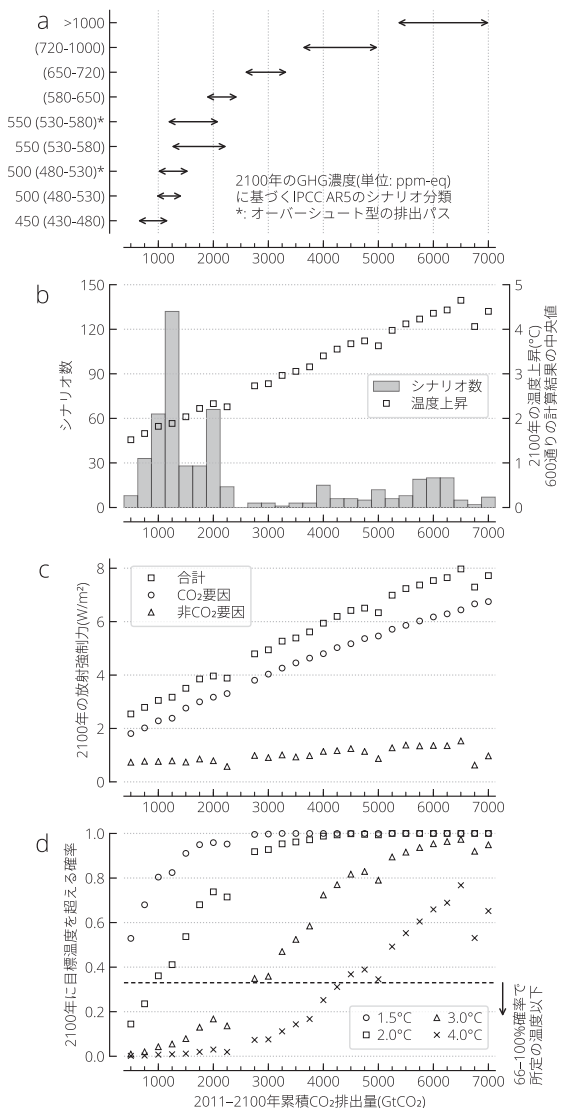 a
>1000
(720-1000)
(650-720)
(580-650)
550 (530-580)*
550 (530-580)
500 (480-530)*
500 (480-530)
450 (430-480)
2100年のGHG濃度(単位: ppm-eq)
に基づくIPCC AR5のシナリオ分類
*: オーバーシュート型の排出パス
1000 2000 3000 4000 5000 6000 7000
b
シナリオ数
150
120
90
60
30
0
5
4
3
2
1
0
2100年の温度上昇(°C)
600通りの計算結果の中央値
シナリオ数
温度上昇
1000 2000 3000 4000 5000 6000 7000
c
2100年の放射強制力(W/m²)
8
6
4
2
0
合計
CO₂要因
非CO₂要因
1000 2000 3000 4000 5000 6000 7000
d
2100年に目標温度を超える確率
1.0
0.8
0.6
0.4
0.2
0.0
1.5°C
2.0°C
3.0°C
4.0°C
66–100%確率で
所定の温度以下
1000 2000 3000 4000 5000 6000 7000
2011–2100年累積CO₂排出量(GtCO₂)